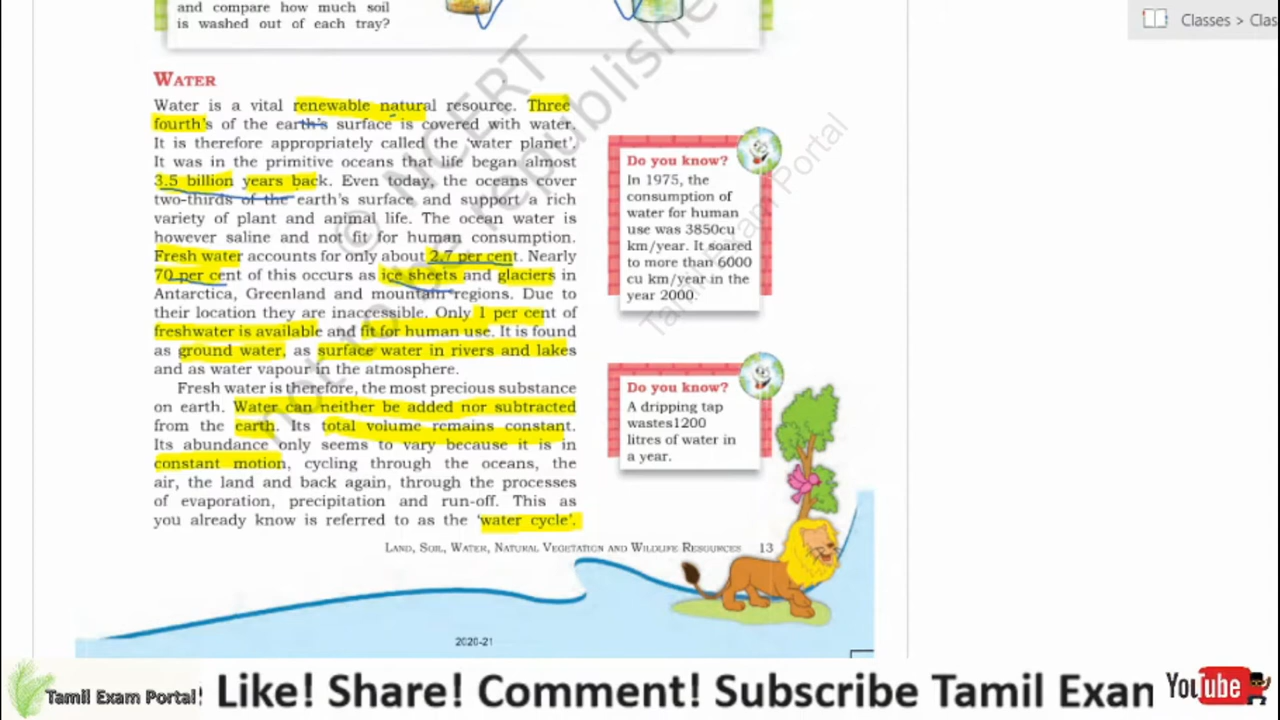 and compare how much soil
is washed out of each tray?
Classes > Clas
WATER
Water is a vital renewable natural resource. Three
fourth's of the earth's surface is covered with water.
It is therefore appropriately called the 'water planet'.
It was in the primitive oceans that life began almost
3.5 billion years back. Even today, the oceans cover
two-thirds of the earth's surface and support a rich
variety of plant and animal life. The ocean water is
however saline and not fit for human consumption.
Fresh water accounts for only about 2.7 per cent. Nearly
70 per cent of this occurs as ice sheets and glaciers in
Antarctica, Greenland and mountain regions. Due to
their location they are inaccessible. Only 1 per cent of
freshwater is available and fit for human use. It is found
as ground water, as surface water in rivers and lakes
and as water vapour in the atmosphere.
Fresh water is therefore, the most precious substance
on earth. Water can neither be added nor subtracted
from the earth. Its total volume remains constant.
Its abundance only seems to vary because it is in
constant motion, cycling through the oceans, the
air, the land and back again, through the processes
of evaporation, precipitation and run-off. This as
you already know is referred to as the 'water cycle'.
Do you know?
In 1975, the
consumption of
water for human
use was 3850cu
km/year. It soared
to more than 6000
cu km/year in the
year 2000.
Do you know?
A dripping tap
wastes1200
litres of water in
a year.
LAND, SOIL, WATER, NATURAL VEGETATION AND WILDLIFE RESOURCES 13
2020-21
© NCERT
not to be republishe
Tamil Exam Portal
Tamil Exam Portal!
Like! Share! Comment! Subscribe Tamil Exan
YouTube